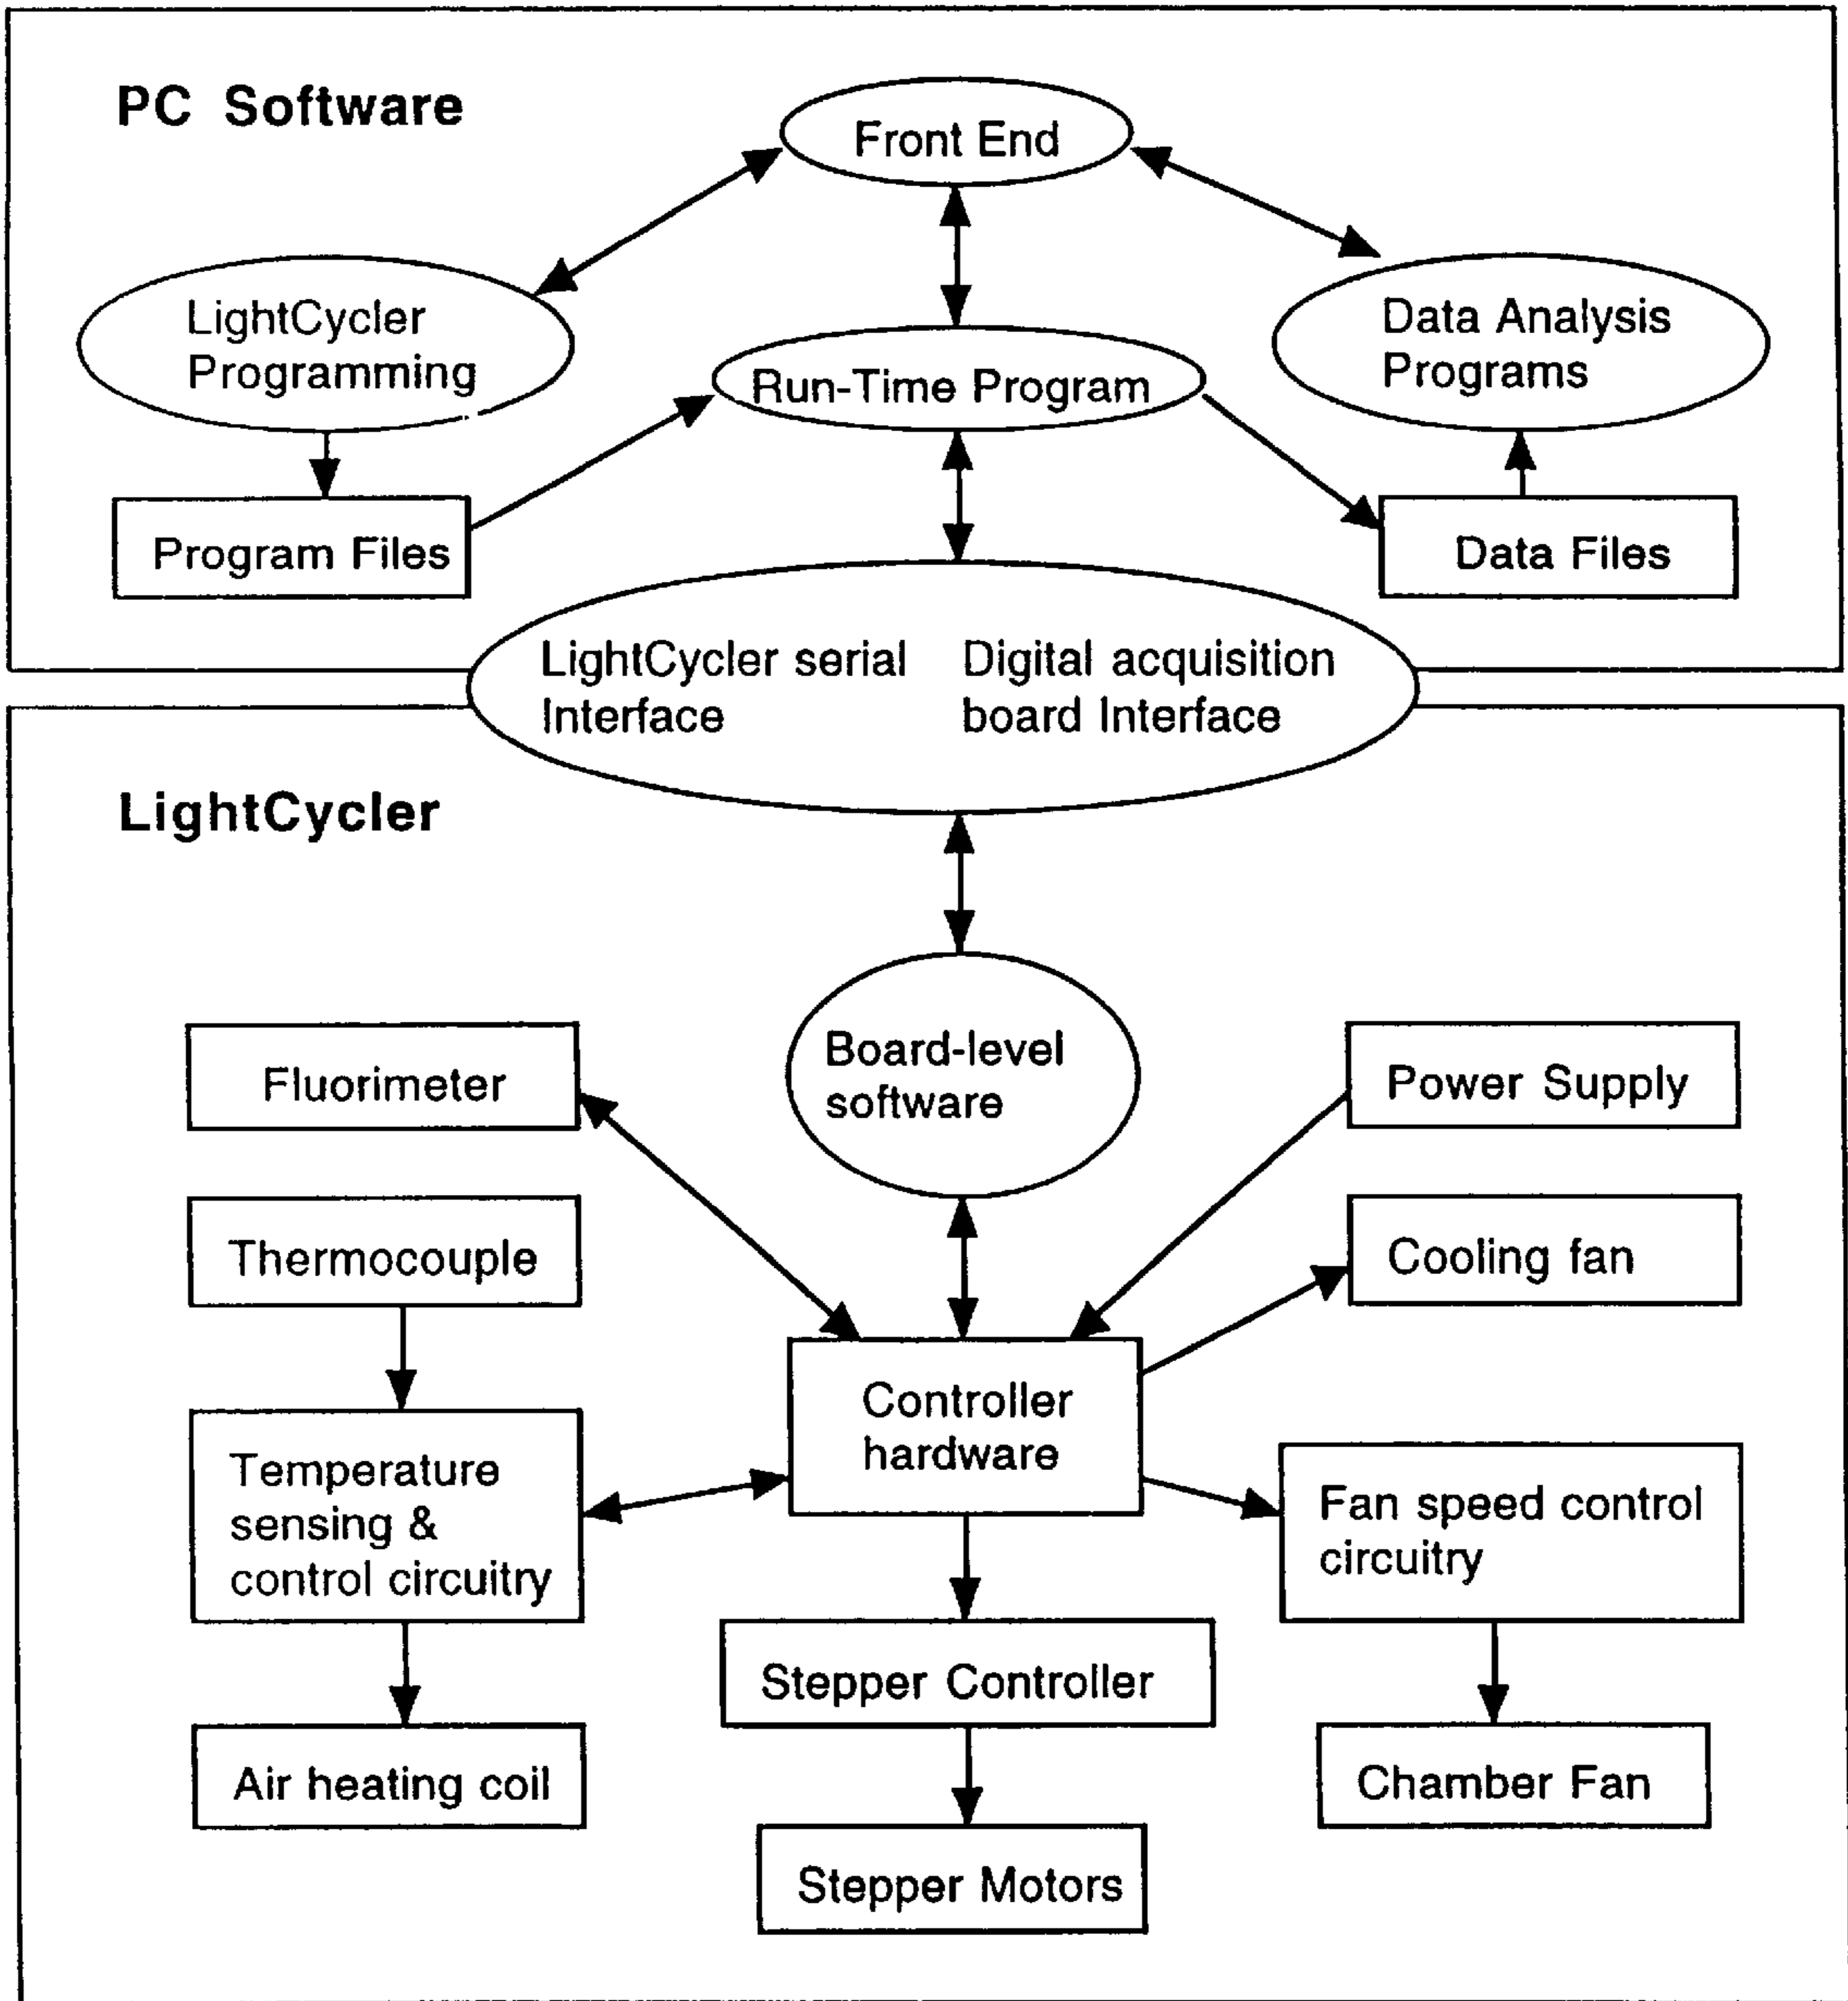 PC Software
Front End
LightCycler
Programming
Run-Time Program
Data Analysis
Programs
Program Files
Data Files
LightCycler serial
Interface
Digital acquisition
board Interface
LightCycler
Board-level
software
Fluorimeter
Power Supply
Thermocouple
Cooling fan
Controller
hardware
Temperature
sensing &
control circuitry
Fan speed control
circuitry
Stepper Controller
Air heating coil
Chamber Fan
Stepper Motors